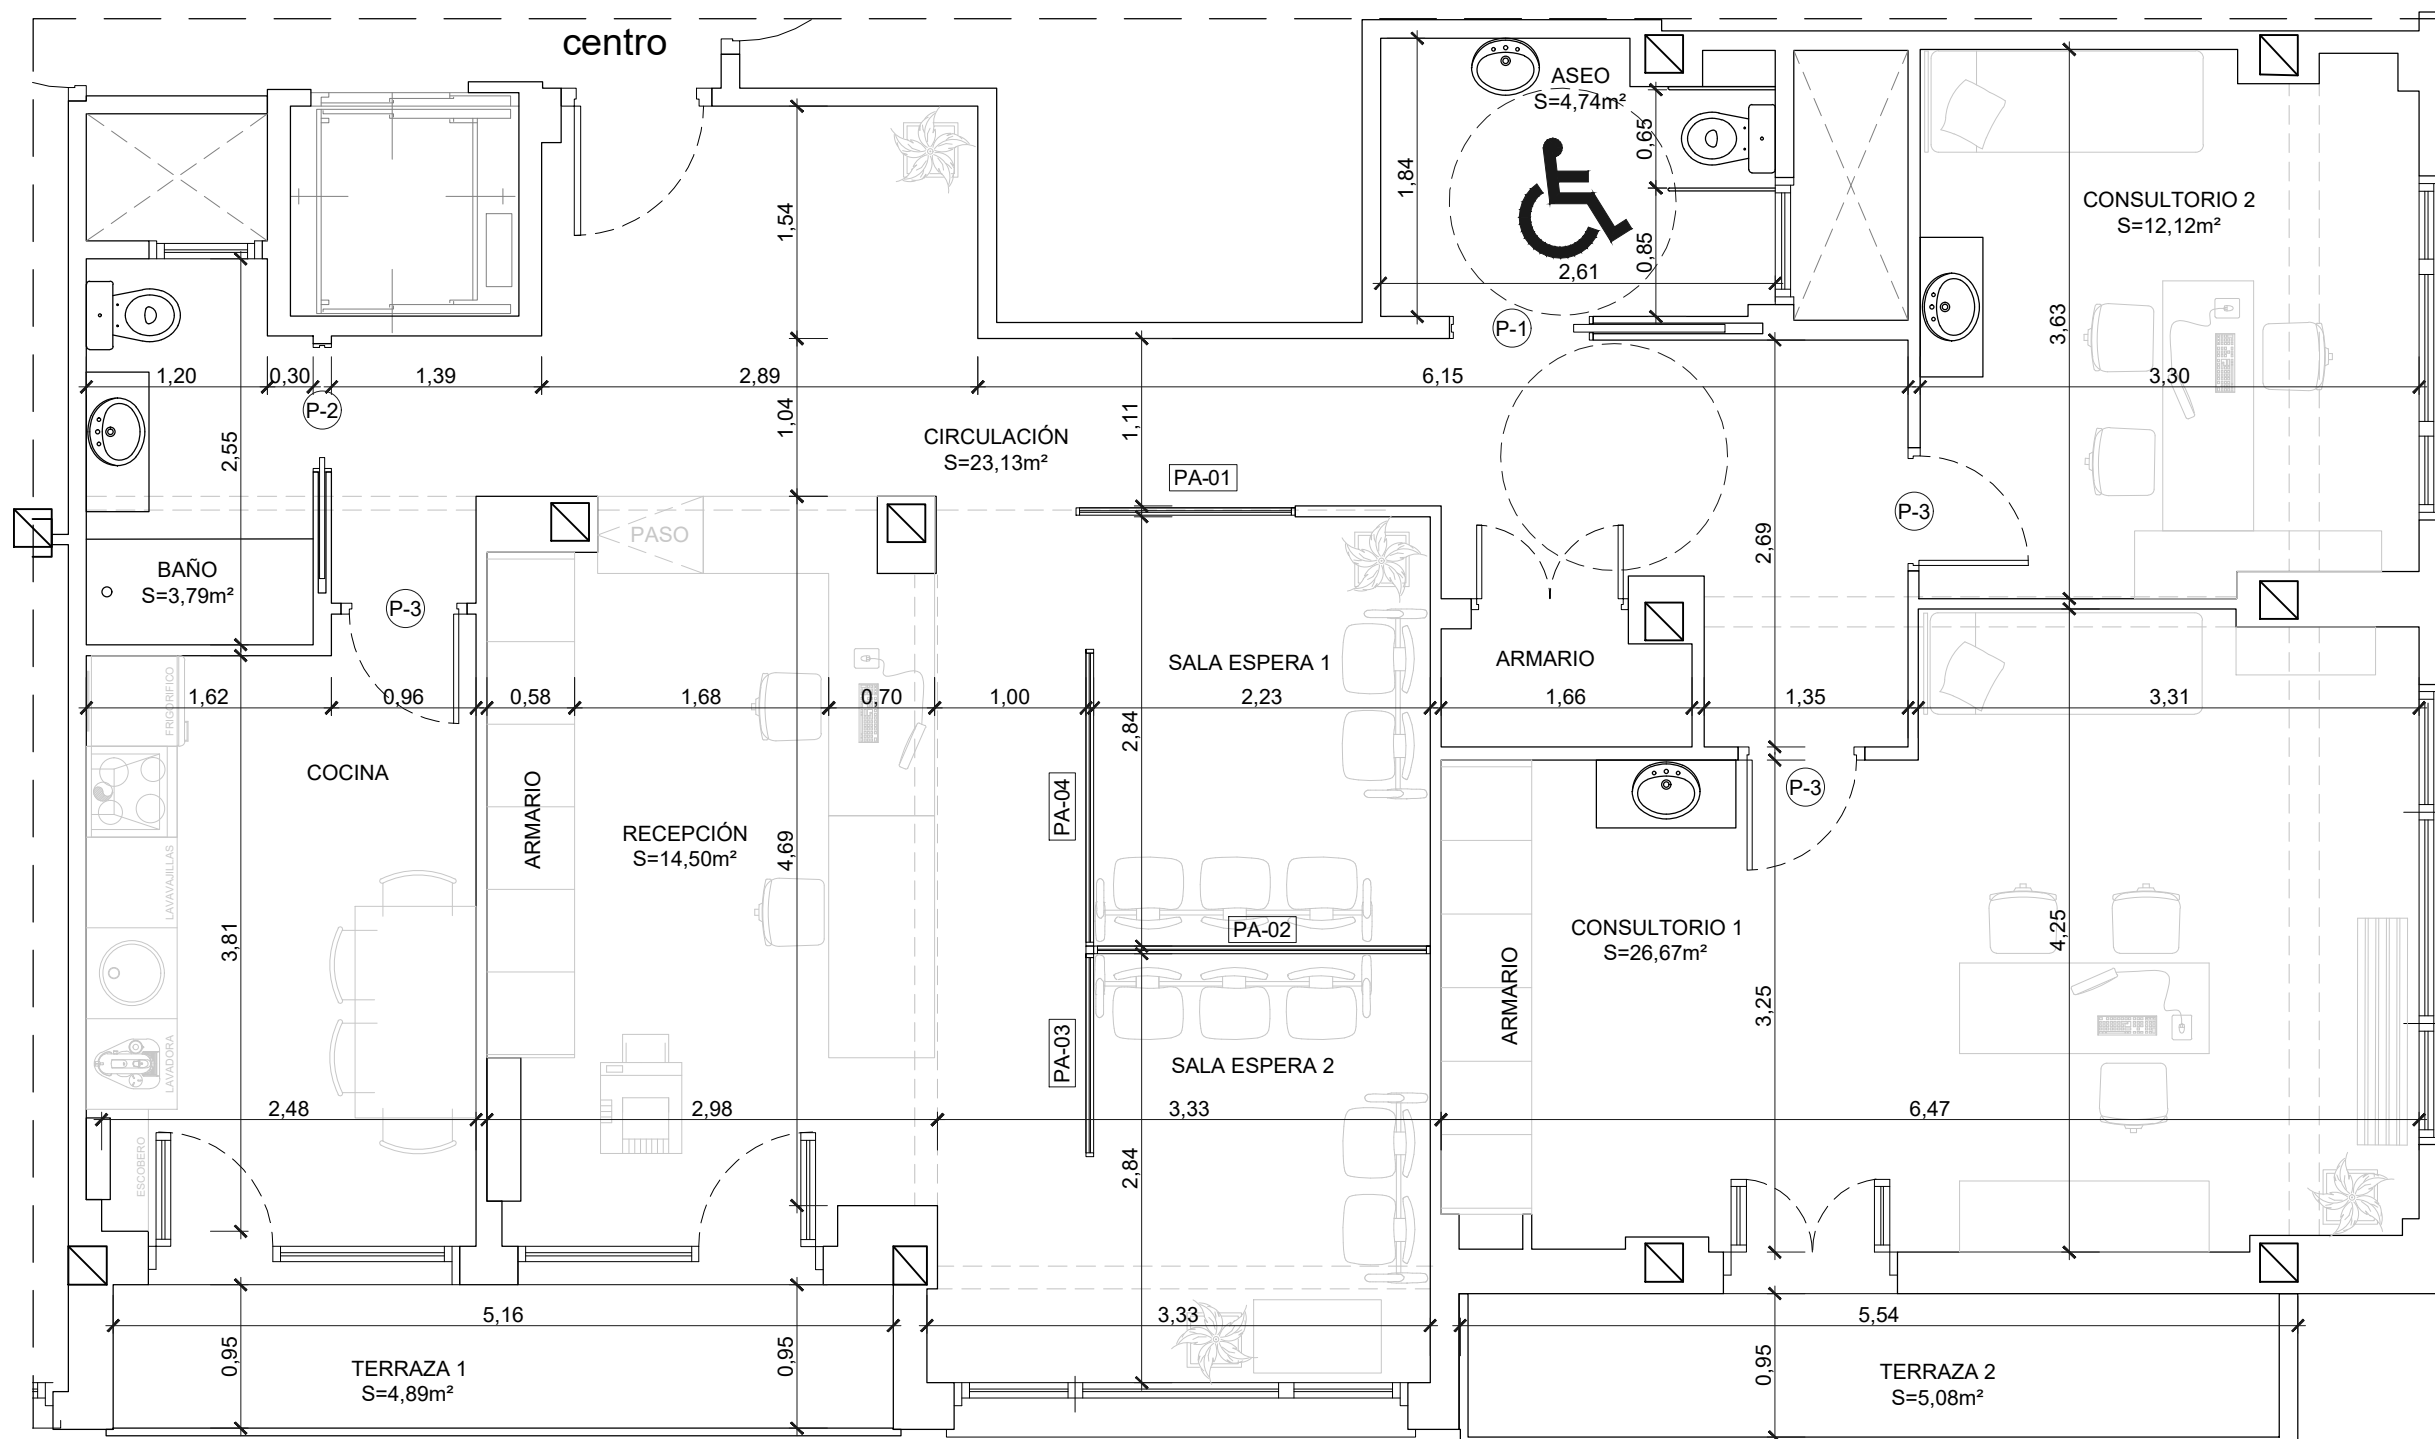 centro
ASEO
S=4,74m²
0,65
1,84
CONSULTORIO 2
S=12,12m²
1,54
0,85
2,61
P-1
3,63
1,20
0,30
1,39
2,89
6,15
3,30
P-2
1,04
1,11
2,55
CIRCULACIÓN
S=23,13m²
PA-01
P-3
PASO
2,69
BAÑO
S=3,79m²
P-3
SALA ESPERA 1
ARMARIO
FRIGORIFICO
1,62
0,96
0,58
1,68
0,70
1,00
2,23
1,66
1,35
3,31
2,84
COCINA
P-3
ARMARIO
PA-04
RECEPCIÓN
S=14,50m²
4,69
LAVAVAJILLAS
3,81
PA-02
CONSULTORIO 1
S=26,67m²
4,25
ARMARIO
3,25
LAVADORA
PA-03
SALA ESPERA 2
2,48
2,98
3,33
6,47
ESCOBERO
2,84
5,16
3,33
5,54
0,95
0,95
0,95
TERRAZA 1
S=4,89m²
TERRAZA 2
S=5,08m²